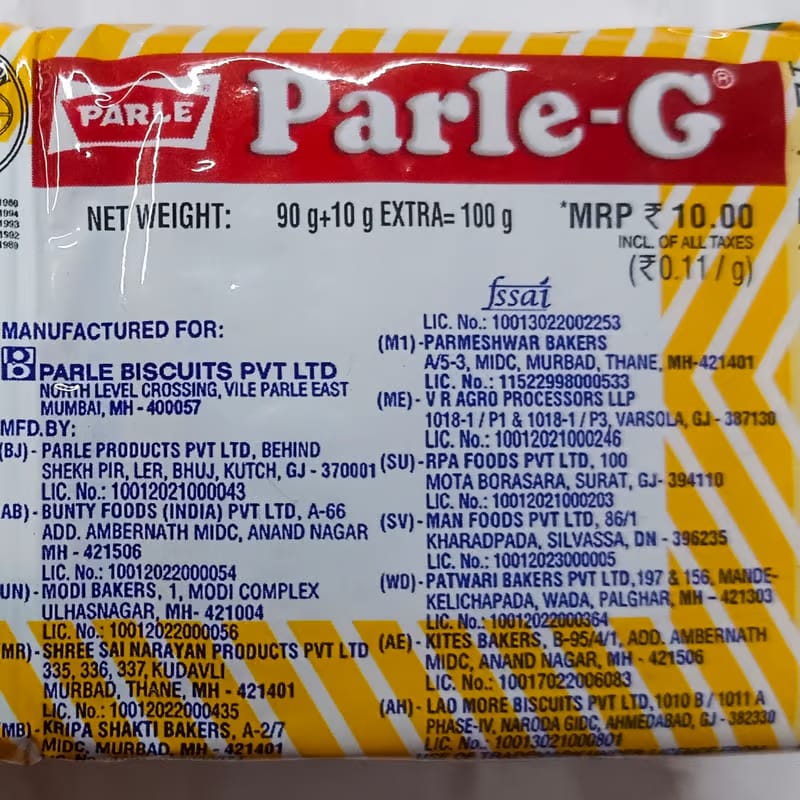 PARLE
Parle-G®
1980
1994
1993
1992
1989
NET WEIGHT: 90 g+10 g EXTRA= 100 g
*MRP ₹ 10.00
INCL. OF ALL TAXES
(₹0.11 / g)
MANUFACTURED FOR:
PARLE BISCUITS PVT LTD
NORTH LEVEL CROSSING, VILE PARLE EAST
MUMBAI, MH - 400057
MFD.BY:
(BJ) - PARLE PRODUCTS PVT LTD, BEHIND
SHEKH PIR, LER, BHUJ, KUTCH, GJ - 370001
LIC. No.: 10012021000043
AB) - BUNTY FOODS (INDIA) PVT LTD, A-66
ADD. AMBERNATH MIDC, ANAND NAGAR
MH - 421506
LIC. No.: 10012022000054
UN) - MODI BAKERS, 1, MODI COMPLEX
ULHASNAGAR, MH- 421004
LIC. No.: 10012022000056
MR) - SHREE SAI NARAYAN PRODUCTS PVT LTD
335, 336, 337, KUDAVLI
MURBAD, THANE, MH - 421401
LIC. No.: 10012022000435
MB) - KRIPA SHAKTI BAKERS, A-2/7
MIDC, MURBAD, MH - 421401
fssai
LIC. No.: 10013022002253
(M1) -PARMESHWAR BAKERS
A/5-3, MIDC, MURBAD, THANE, MH-421401
LIC. No.: 11522998000533
(ME) - V R AGRO PROCESSORS LLP
1018-1 / P1 & 1018-1 / P3, VARSOLA, GJ - 387130
LIC. No.: 10012021000246
(SU) -RPA FOODS PVT LTD, 100
MOTA BORASARA, SURAT, GJ- 394110
LIC. No.: 10012021000203
(SV) -MAN FOODS PVT LTD, 86/1
KHARADPADA, SILVASSA, DN - 396235
LIC. No.: 10012023000005
(WD) -PATWARI BAKERS PVT LTD,197 & 156, MANDE-
KELICHAPADA, WADA, PALGHAR, MH - 421303
LIC. No.: 10012022000364
(AE) - KITES BAKERS, B-95/4/1, ADD. AMBERNATH
MIDC, ANAND NAGAR, MH - 421506
LIC. No.: 10017022006083
(AH) - LAO MORE BISCUITS PVT LTD,1010 B / 1011 A
PHASE-IV, NARODA GIDC, AHMEDABAD, GJ - 382330
LIC. No.: 10013021000801